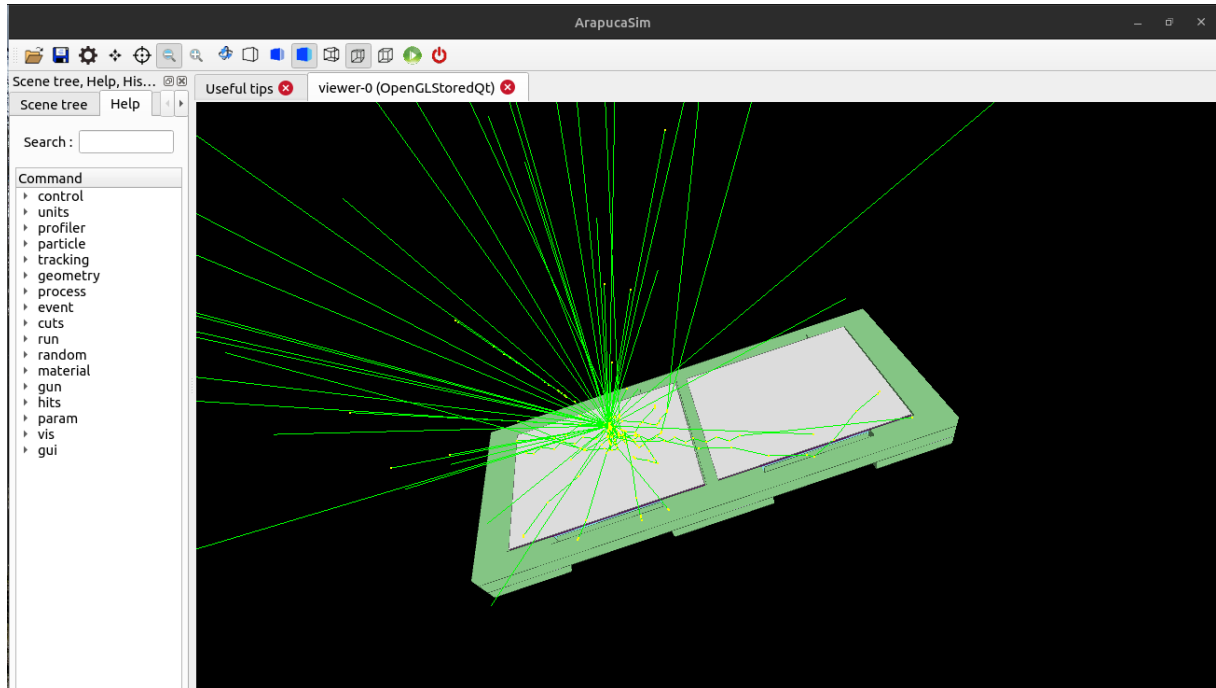 ArapucaSim
Scene tree, Help, His...
Useful tips
viewer-0 (OpenGLStoredQt)
Scene tree
Help
Search :
Command
control
units
profiler
particle
tracking
geometry
process
event
cuts
run
random
material
gun
hits
param
vis
gui